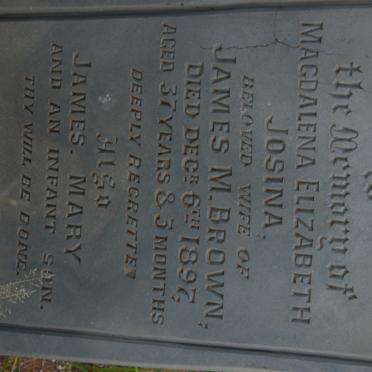 the Memory of
MAGDALENA ELIZABETH
JOSINA,
BELOVED WIFE OF
JAMES M. BROWN,
DIED DECR 6TH 1897,
AGED 37 YEARS & 5 MONTHS
DEEPLY REGRETTED
Also
JAMES. MARY
AND AN INFANT SON.
THY WILL BE DONE.